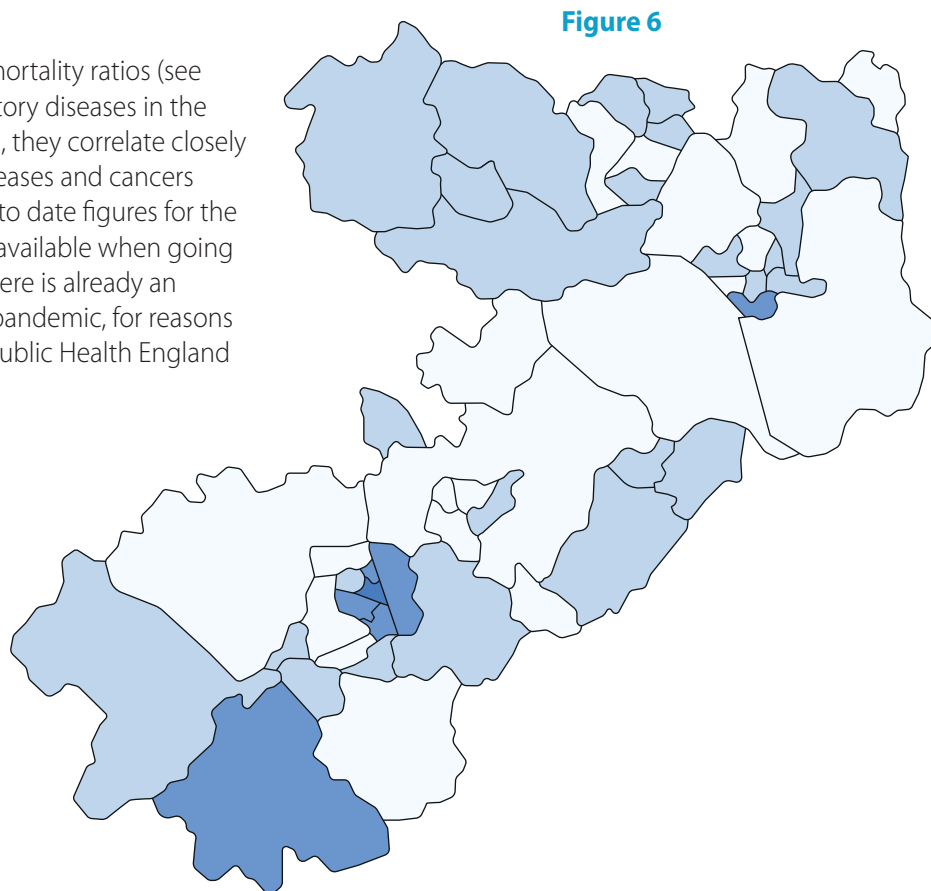 Figure 6
nortality ratios (see
tory diseases in the
, they correlate closely
eases and cancers
to date figures for the
available when going
ere is already an
pandemic, for reasons
ublic Health England